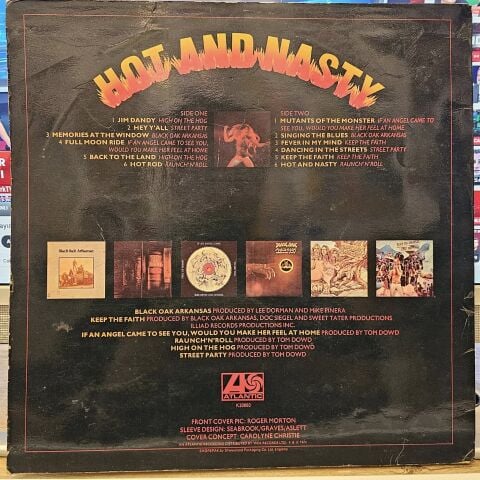 HOT AND NASTY
SIDE ONE
1 JIM DANDY HIGH ON THE HOG
2 HEY Y'ALL STREET PARTY
3 MEMORIES AT THE WINDOW BLACK OAK ARKANSAS
4 FULL MOON RIDE IF AN ANGEL CAME TO SEE YOU,
WOULD YOU MAKE HER FEEL AT HOME
5 BACK TO THE LAND HIGH ON THE HOG
6 HOT ROD RAUNCH'N'ROLL
SIDE TWO
1 MUTANTS OF THE MONSTER IF AN ANGEL CAME TO
SEE YOU, WOULD YOU MAKE HER FEEL AT HOME
2 SINGING THE BLUES BLACK OAK ARKANSAS
3 FEVER IN MY MIND KEEP THE FAITH
4 DANCING IN THE STREETS STREET PARTY
5 KEEP THE FAITH KEEP THE FAITH
6 HOT AND NASTY RAUNCH'N'ROLL
Black Oak Arkansas
BLACK OAK ARKANSAS PRODUCED BY LEE DORMAN AND MIKE PINERA
KEEP THE FAITH PRODUCED BY BLACK OAK ARKANSAS, DOC SIEGEL AND SWEET TATER PRODUCTIONS
ILLIAD RECORDS PRODUCTIONS INC.
IF AN ANGEL CAME TO SEE YOU, WOULD YOU MAKE HER FEEL AT HOME PRODUCED BY TOM DOWD
RAUNCH'N'ROLL PRODUCED BY TOM DOWD
HIGH ON THE HOG PRODUCED BY TOM DOWD
STREET PARTY PRODUCED BY TOM DOWD
ATLANTIC
FRONT COVER PIC: ROGER MORTON
SLEEVE DESIGN: SEABROOK/GRAVES/ASLETT
COVER CONCEPT: CAROLYNE CHRISTIE